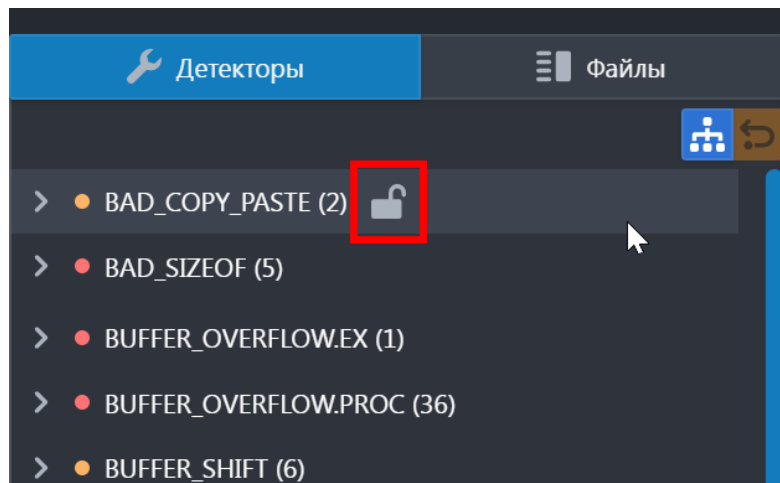 Детекторы Файлы
BAD_COPY_PASTE (2)
BAD_SIZEOF (5)
BUFFER_OVERFLOW.EX (1)
BUFFER_OVERFLOW.PROC (36)
BUFFER_SHIFT (6)